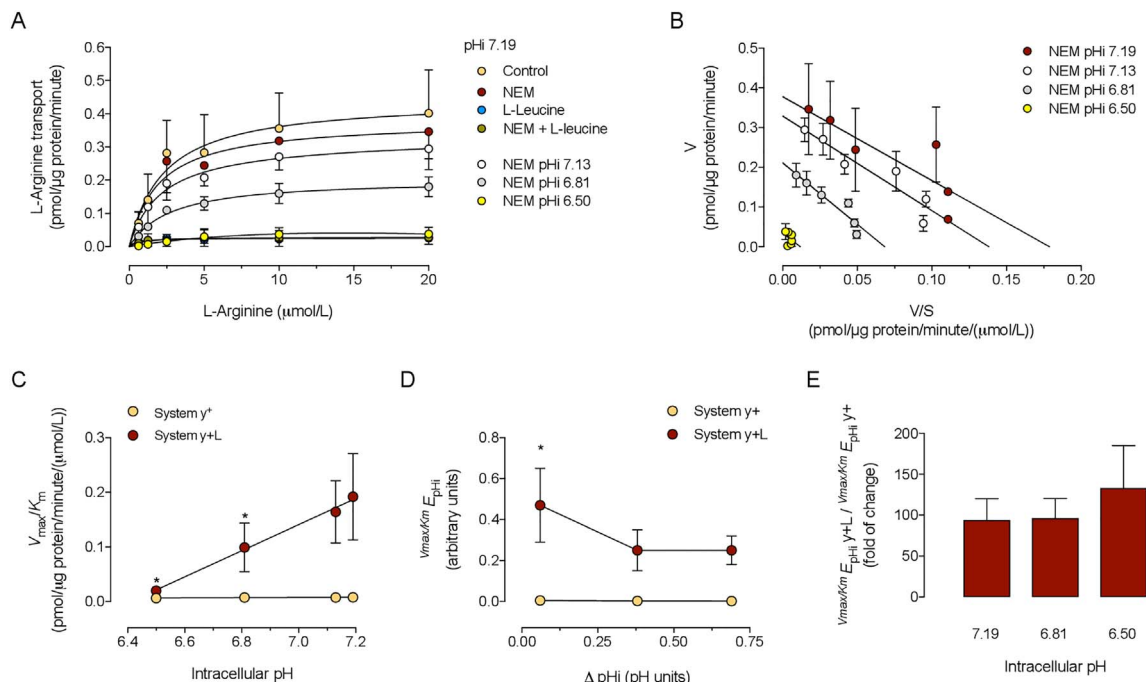 A
pHi 7.19
Control
NEM
L-Leucine
NEM + L-leucine
NEM pHi 7.13
NEM pHi 6.81
NEM pHi 6.50
L-Arginine transport
(pmol/µg protein/minute)
0.6
0.5
0.4
0.3
0.2
0.1
0.0
0 5 10 15 20
L-Arginine (µmol/L)
B
NEM pHi 7.19
NEM pHi 7.13
NEM pHi 6.81
NEM pHi 6.50
V
(pmol/µg protein/minute)
0.5
0.4
0.3
0.2
0.1
0.0
0.00 0.05 0.10 0.15 0.20
V/S
(pmol/µg protein/minute/(µmol/L))
C
System y+
System y+L
Vmax/Km
(pmol/µg protein/minute/(µmol/L))
0.3
0.2
0.1
0.0
*
*
6.4 6.6 6.8 7.0 7.2
Intracellular pH
D
System y+
System y+L
Vmax/Km EpHi
(arbitrary units)
0.8
0.6
0.4
0.2
0.0
*
0.00 0.25 0.50 0.75
Δ pHi (pH units)
E
Vmax/Km EpHi y+L / Vmax/Km EpHi y+
(fold of change)
200
150
100
50
0
7.19 6.81 6.50
Intracellular pH